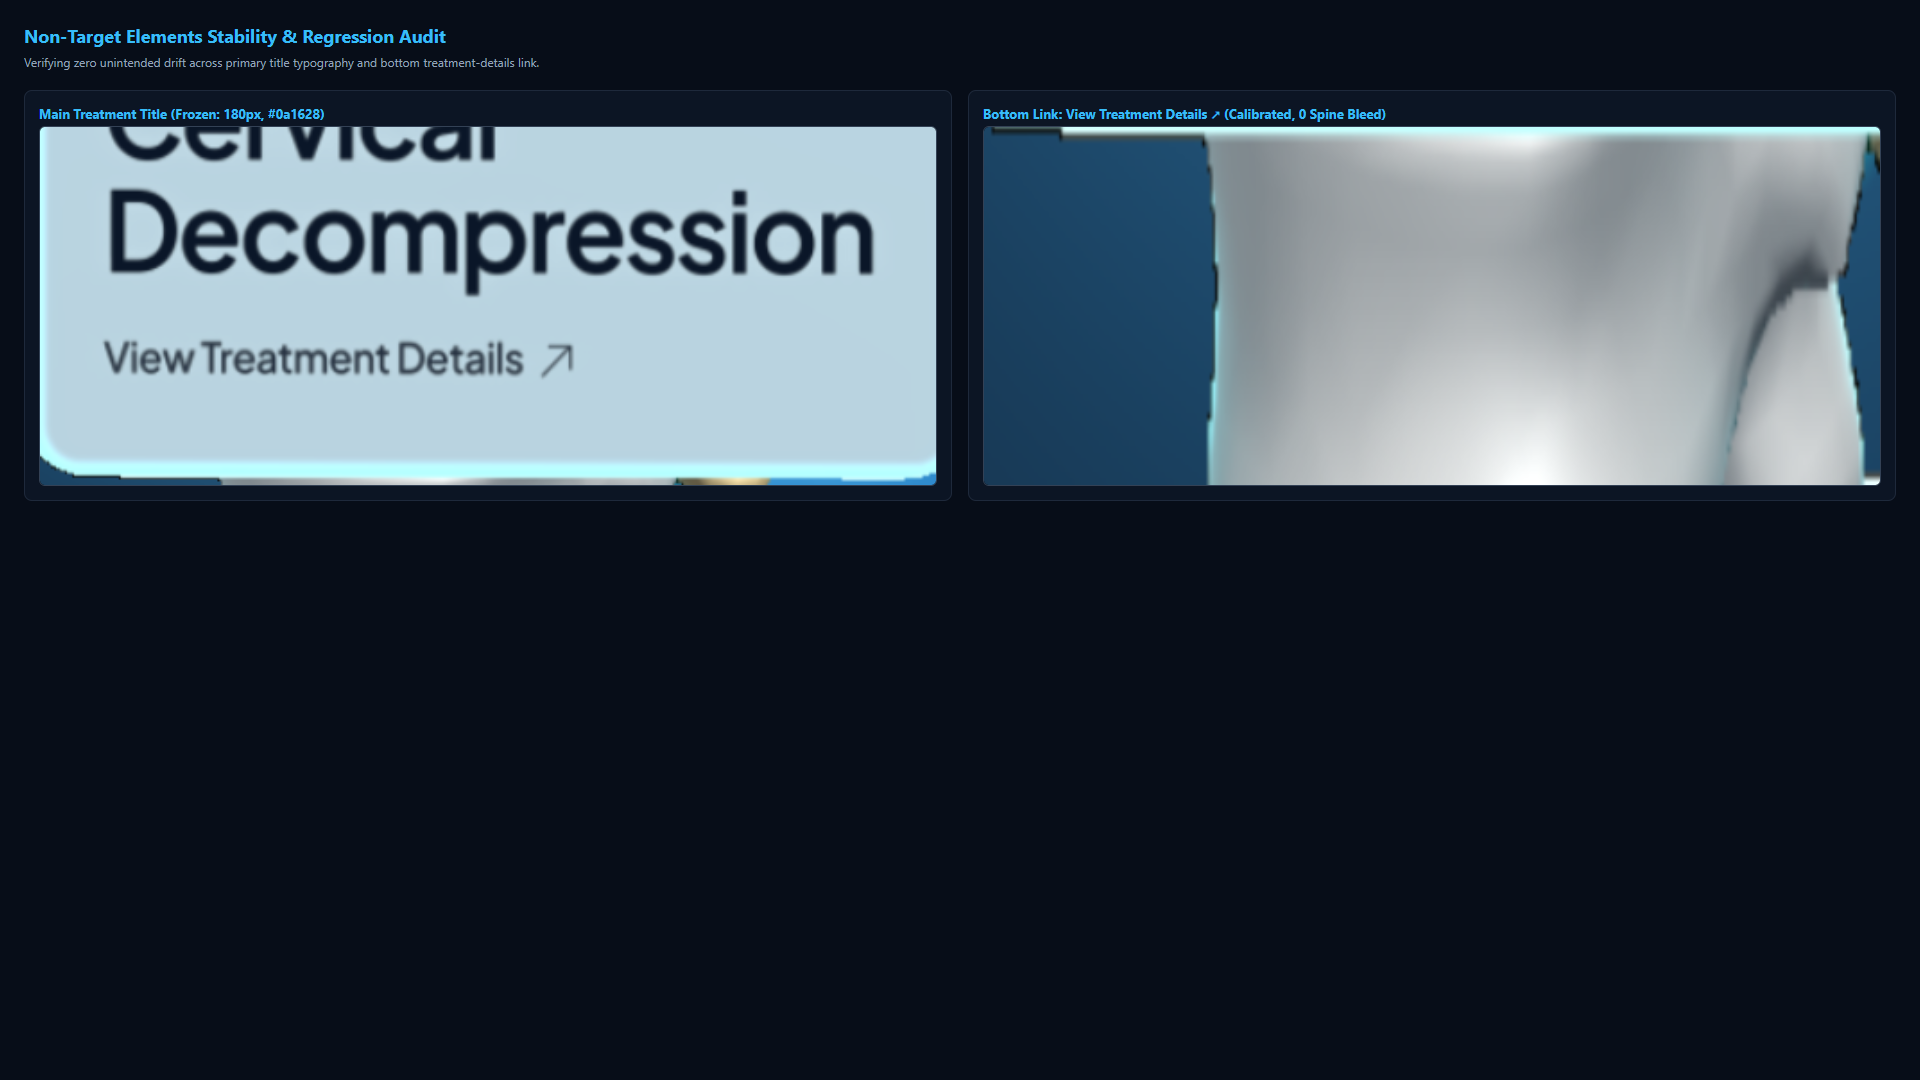 Non-Target Elements Stability & Regression Audit
Verifying zero unintended drift across primary title typography and bottom treatment-details link.
Main Treatment Title (Frozen: 180px, #0a1628)
Cervical
Decompression
View Treatment Details ↗
Bottom Link: View Treatment Details ↗ (Calibrated, 0 Spine Bleed)